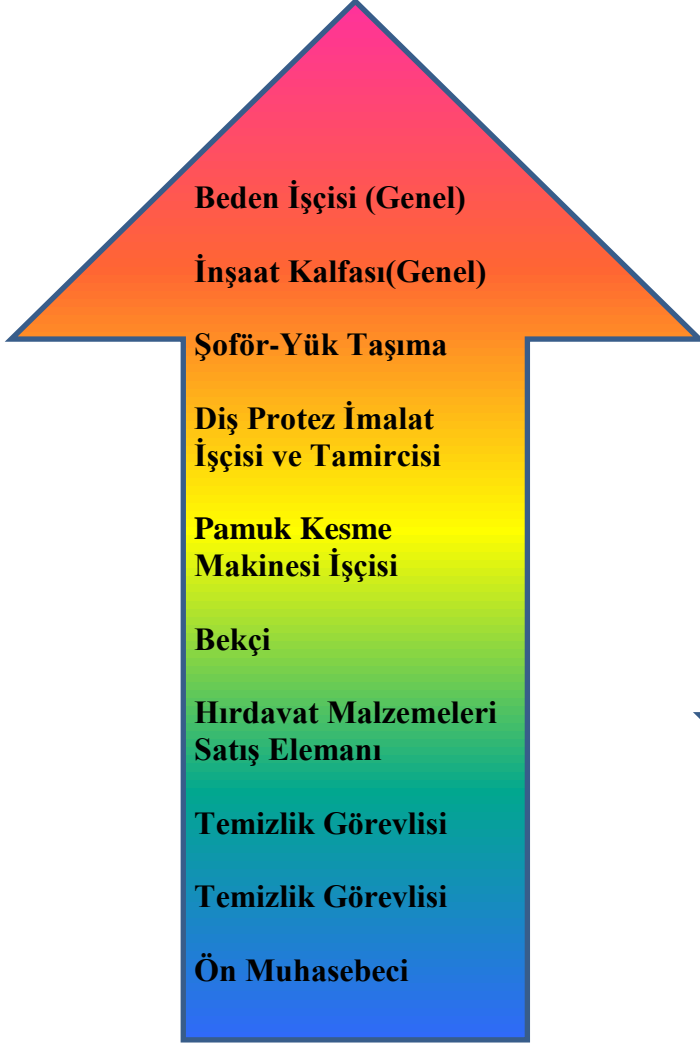 Beden İşçisi (Genel)
İnşaat Kalfası(Genel)
Şoför-Yük Taşıma
Diş Protez İmalat
İşçisi ve Tamircisi
Pamuk Kesme
Makinesi İşçisi
Bekçi
Hırdavat Malzemeleri
Satış Elemanı
Temizlik Görevlisi
Temizlik Görevlisi
Ön Muhasebeci